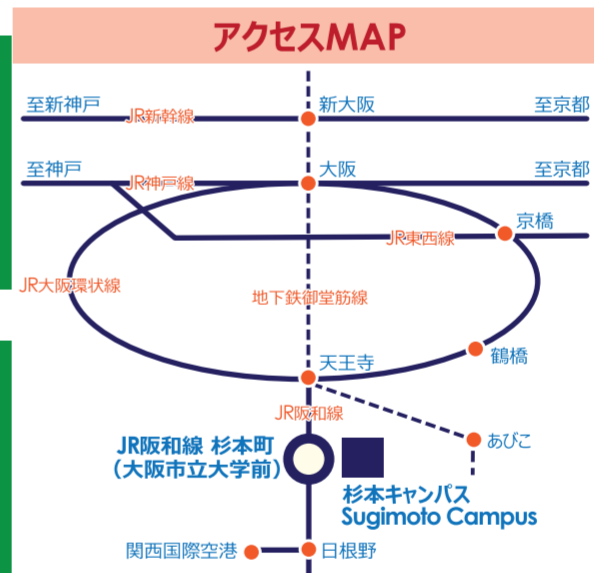 アクセスMAP
至新神戸
JR新幹線
新大阪
至京都
至神戸
JR神戸線
大阪
至京都
京橋
JR東西線
JR大阪環状線
地下鉄御堂筋線
天王寺
鶴橋
JR阪和線
JR阪和線 杉本町
（大阪市立大学前）
あびこ
杉本キャンパス
Sugimoto Campus
関西国際空港
日根野